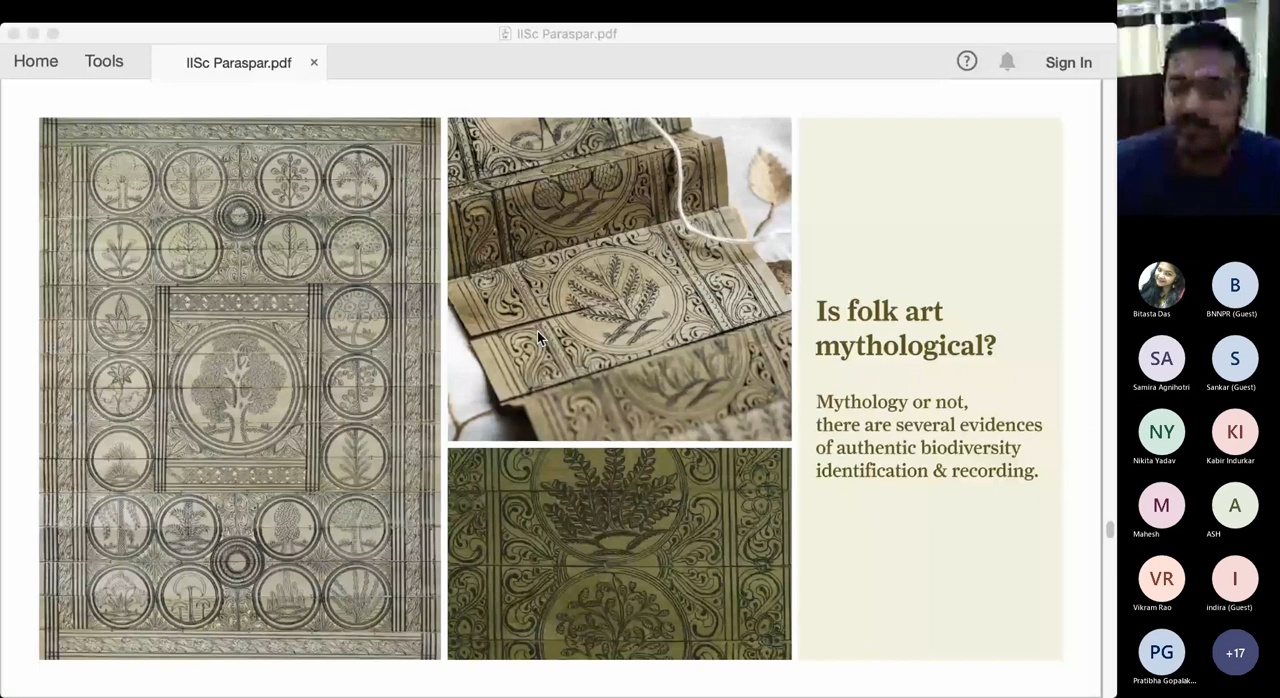 IISc Paraspar.pdf
Home
Tools
IISc Paraspar.pdf
×
?
Sign In
Is folk art
mythological?
Mythology or not,
there are several evidences
of authentic biodiversity
identification & recording.
Bitasta Das
B
BNNPR (Guest)
SA
Samira Agnihotri
S
Sankar (Guest)
NY
Nikita Yadav
KI
Kabir Indurkar
M
Mahesh
A
ASH
VR
Vikram Rao
I
indira (Guest)
PG
Pratibha Gopalak...
+17